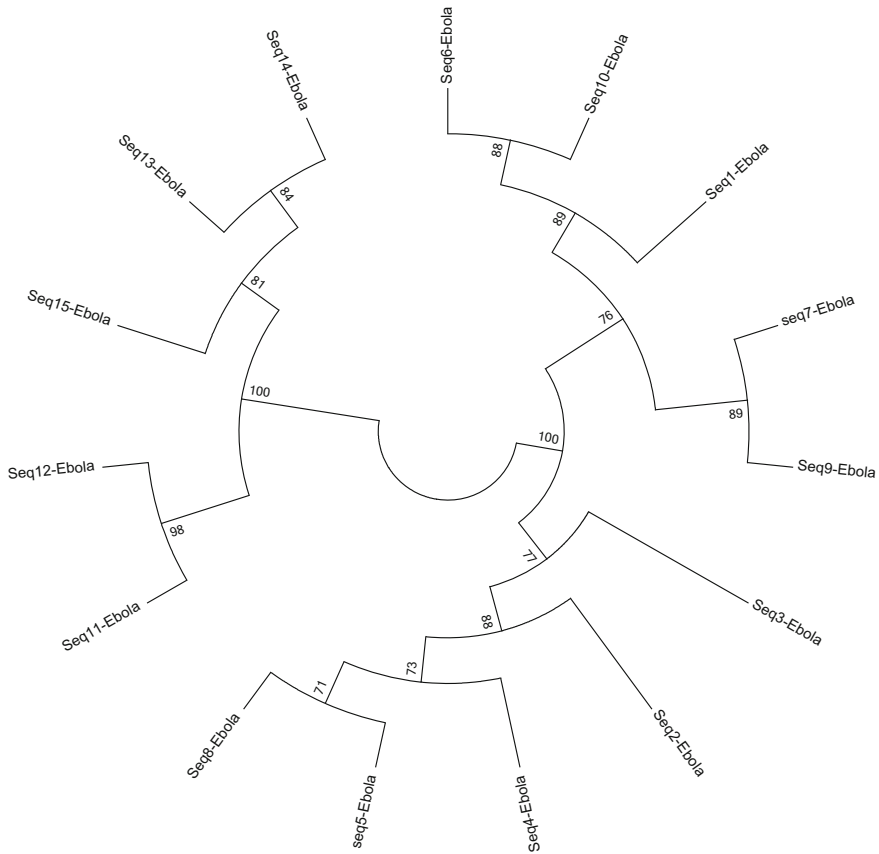 Seq6-Ebola
Seq10-Ebola
Seq1-Ebola
seq7-Ebola
Seq9-Ebola
Seq3-Ebola
Seq2-Ebola
Seq4-Ebola
seq5-Ebola
Seq8-Ebola
Seq11-Ebola
Seq12-Ebola
Seq15-Ebola
Seq13-Ebola
Seq14-Ebola
88
89
76
89
100
77
88
73
71
98
100
81
84